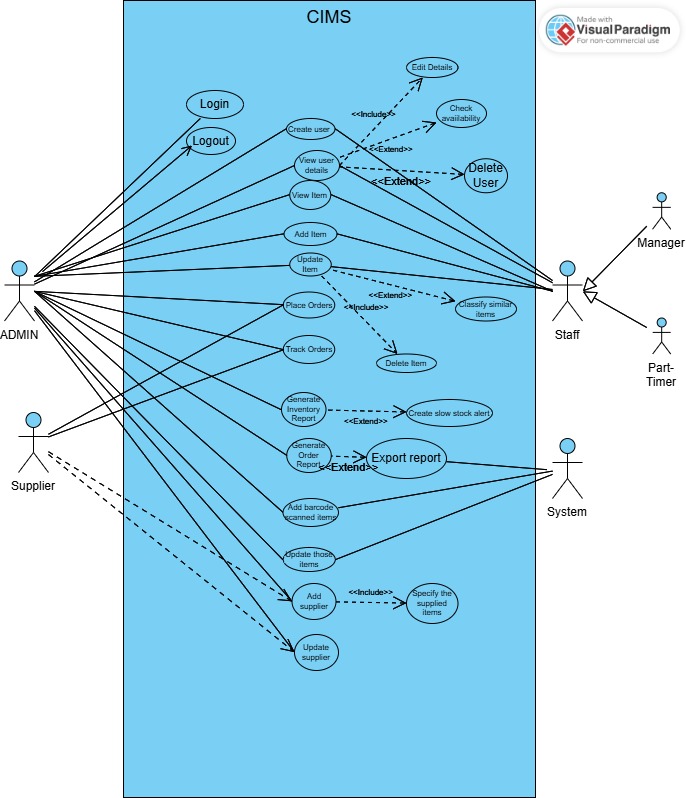 CIMS
Made with
Visual Paradigm
For non-commercial use
Edit Details
Login
<<Include>>
Check
avaiilability
Create user
Logout
<<Extend>>
View user
details
Delete
User
<<Extend>>
View Item
Manager
Add Item
Update
Item
<<Extend>>
Classify similar
items
Place Orders
<<Include>>
ADMIN
Staff
Track Orders
Delete Item
Part-
Timer
Generate
Inventory
Report
Create slow stock alert
<<Extend>>
Generate
Order
Report
Export report
<<Extend>>
Supplier
Add barcode
scanned items
System
Update those
items
Add
supplier
<<Include>>
Specify the
supplied
items
Update
supplier